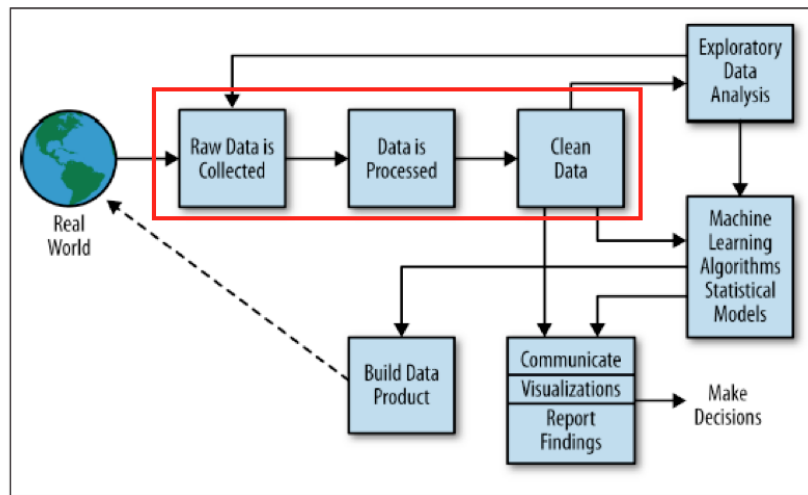 Exploratory
Data
Analysis
Raw Data is
Collected
Data is
Processed
Clean
Data
Real
World
Machine
Learning
Algorithms
Statistical
Models
Build Data
Product
Communicate
Visualizations
Report
Findings
Make
Decisions